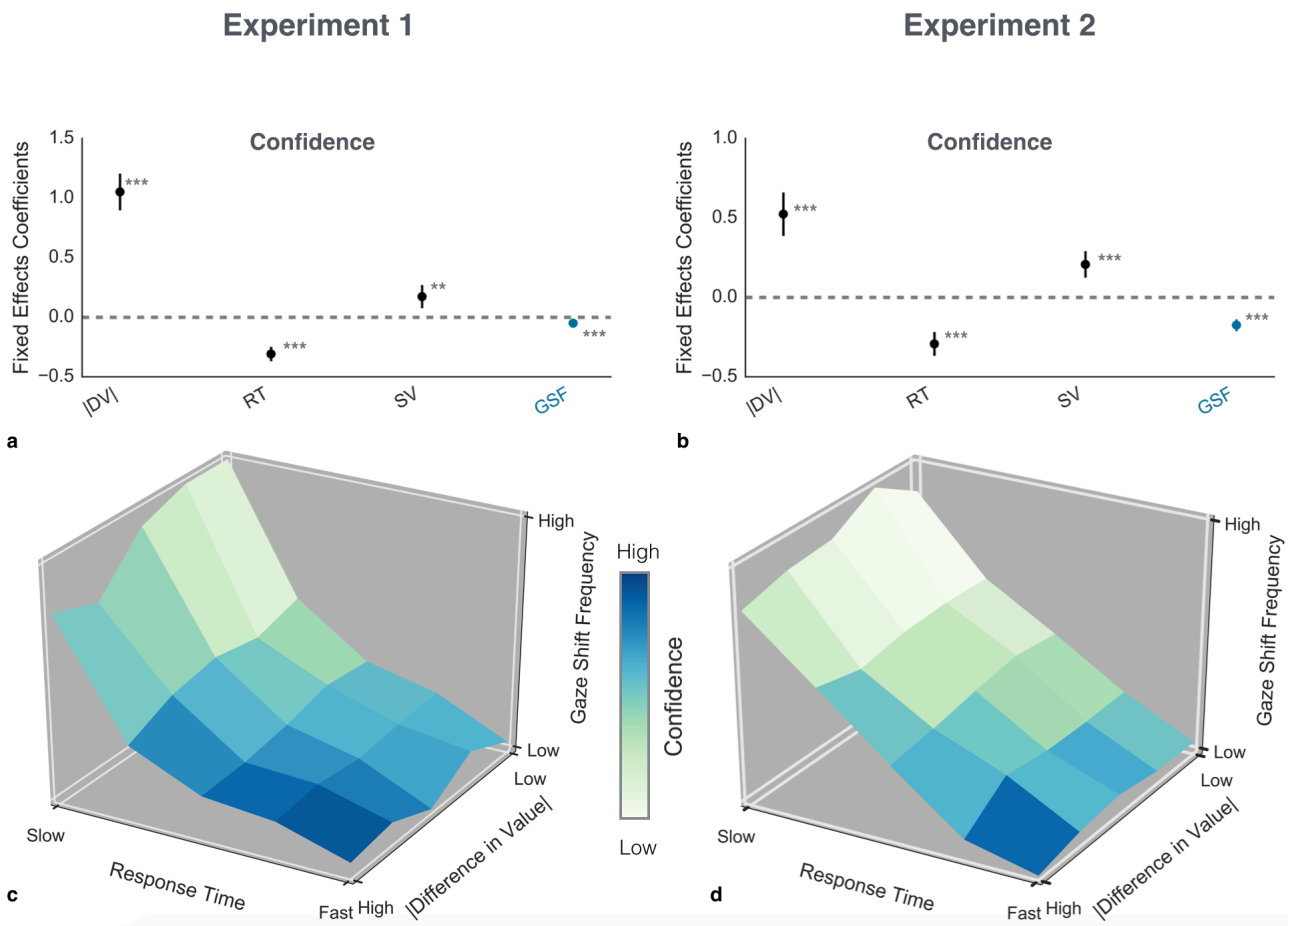 Experiment 1
Experiment 2
Confidence
Fixed Effects Coefficients
1.5
1.0
0.5
0.0
−0.5
***
***
**
***
|DV|
RT
SV
GSF
Confidence
Fixed Effects Coefficients
1.0
0.5
0.0
−0.5
***
***
***
***
|DV|
RT
SV
GSF
a
b
High
Gaze Shift Frequency
Low
Low
|Difference in Value|
High
Fast
Response Time
Slow
c
High
Confidence
Low
High
Gaze Shift Frequency
Low
Low
|Difference in Value|
High
Fast
Response Time
Slow
d